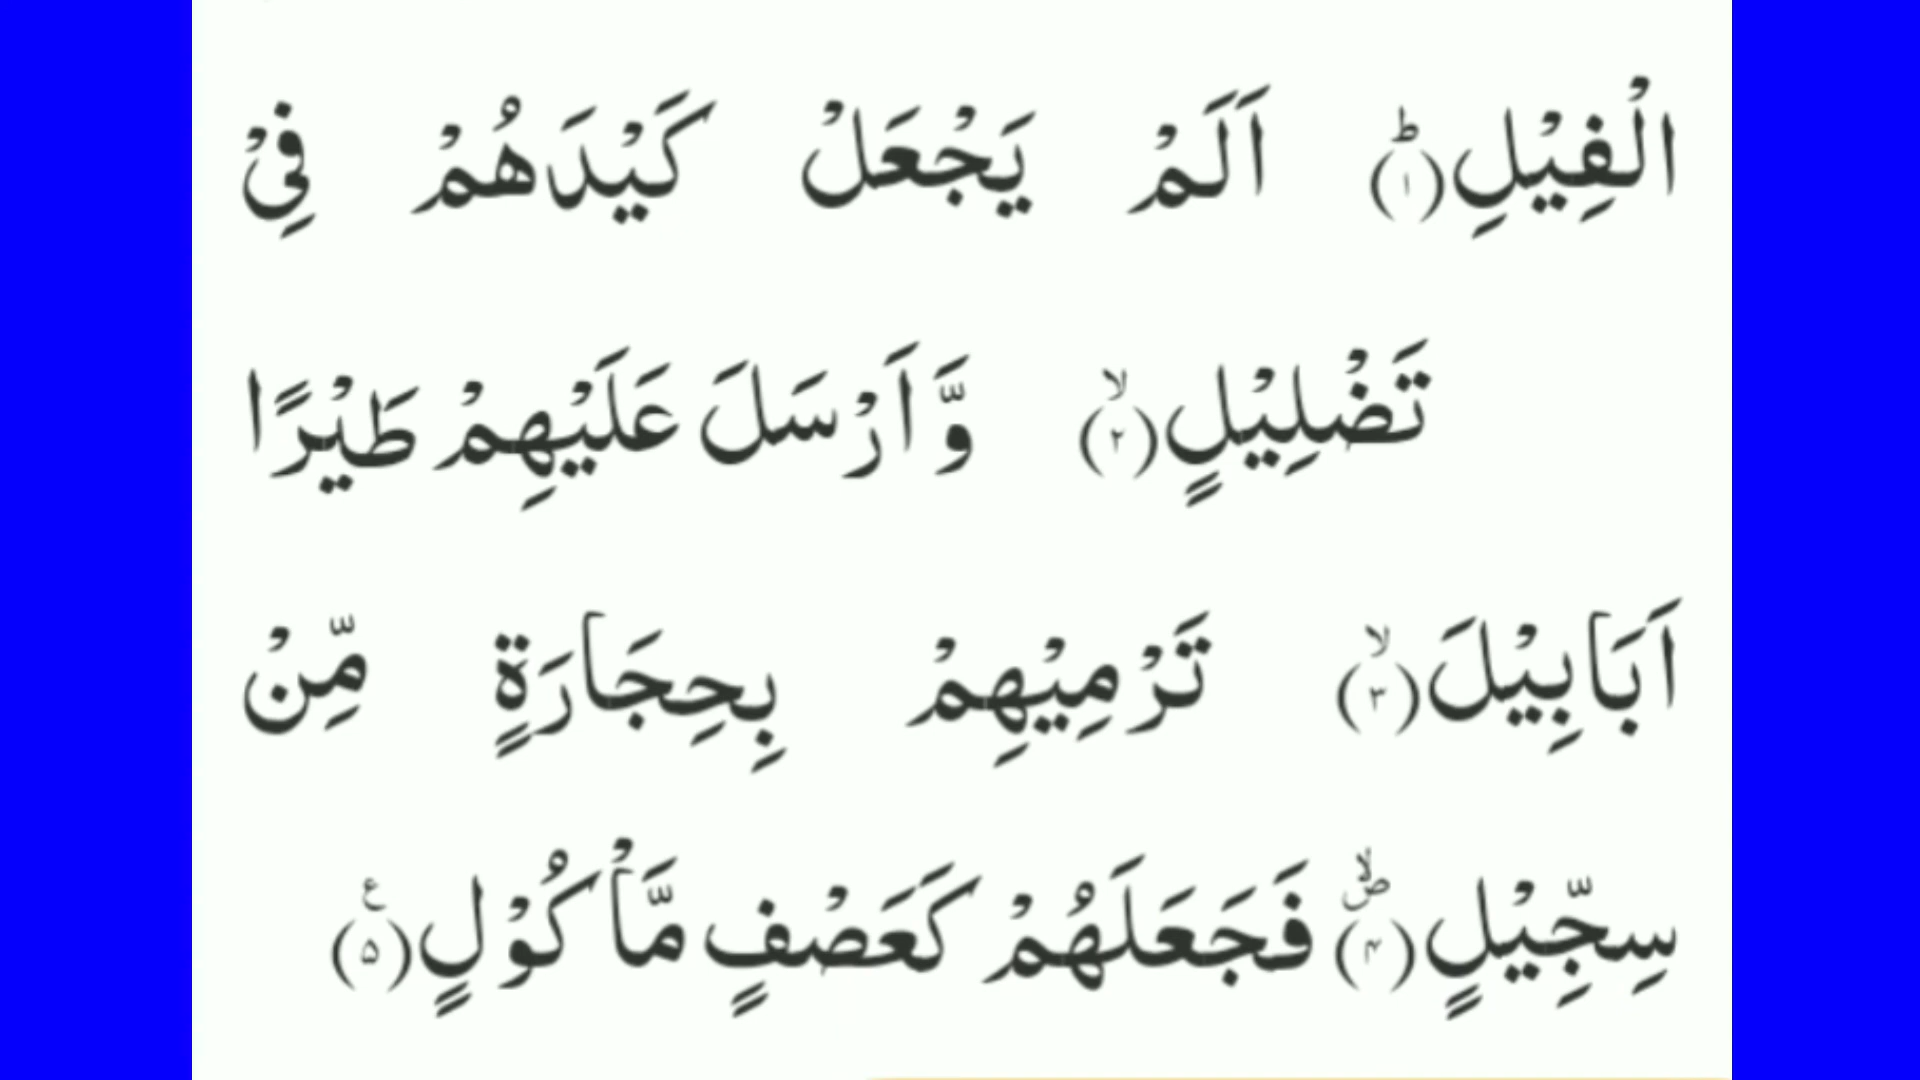 الْفِيْلِؕ(۱) اَلَمْ یَجْعَلْ كَیْدَهُمْ فِیْ
تَضْلِیْلٍۙ(۲) وَّ اَرْسَلَ عَلَیْهِمْ طَیْرًا
اَبَابِیْلَۙ(۳) تَرْمِیْهِمْ بِحِجَارَةٍ مِّنْ
سِجِّیْلٍﭪ(۴) فَجَعَلَهُمْ كَعَصْفٍ مَّاْكُوْلٍ۠(۵)